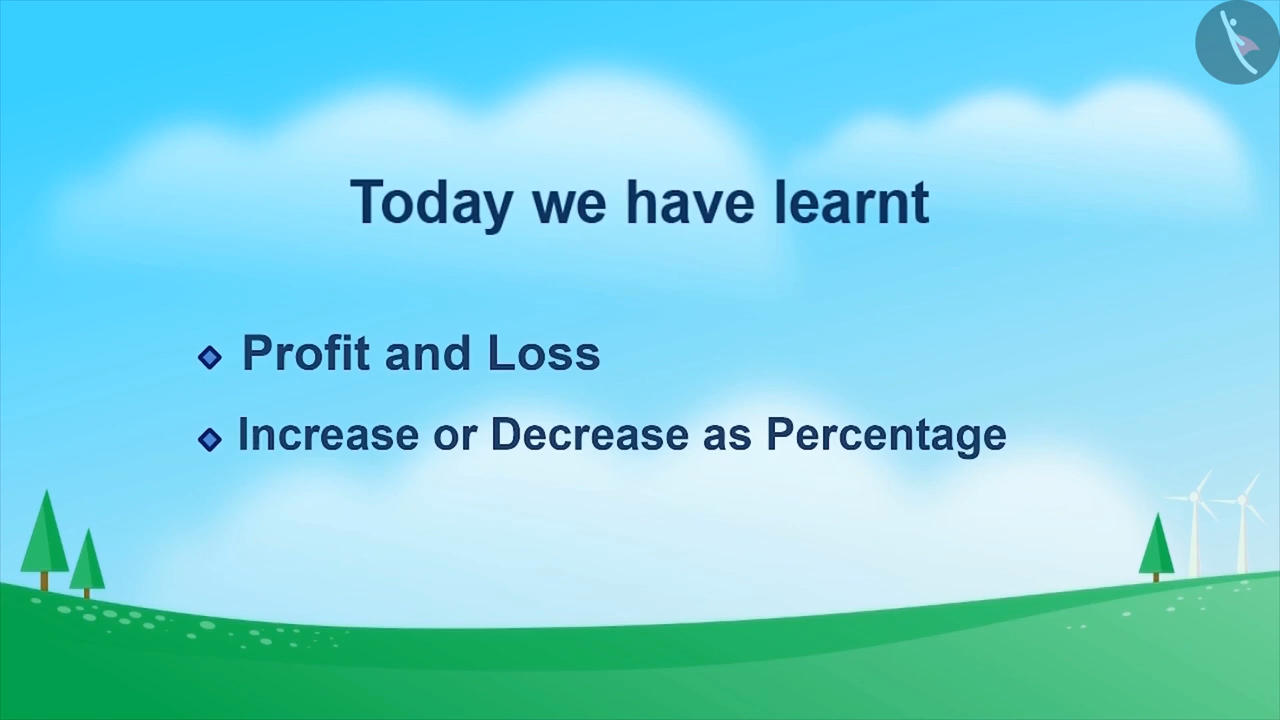 Today we have learnt
Profit and Loss
Increase or Decrease as Percentage